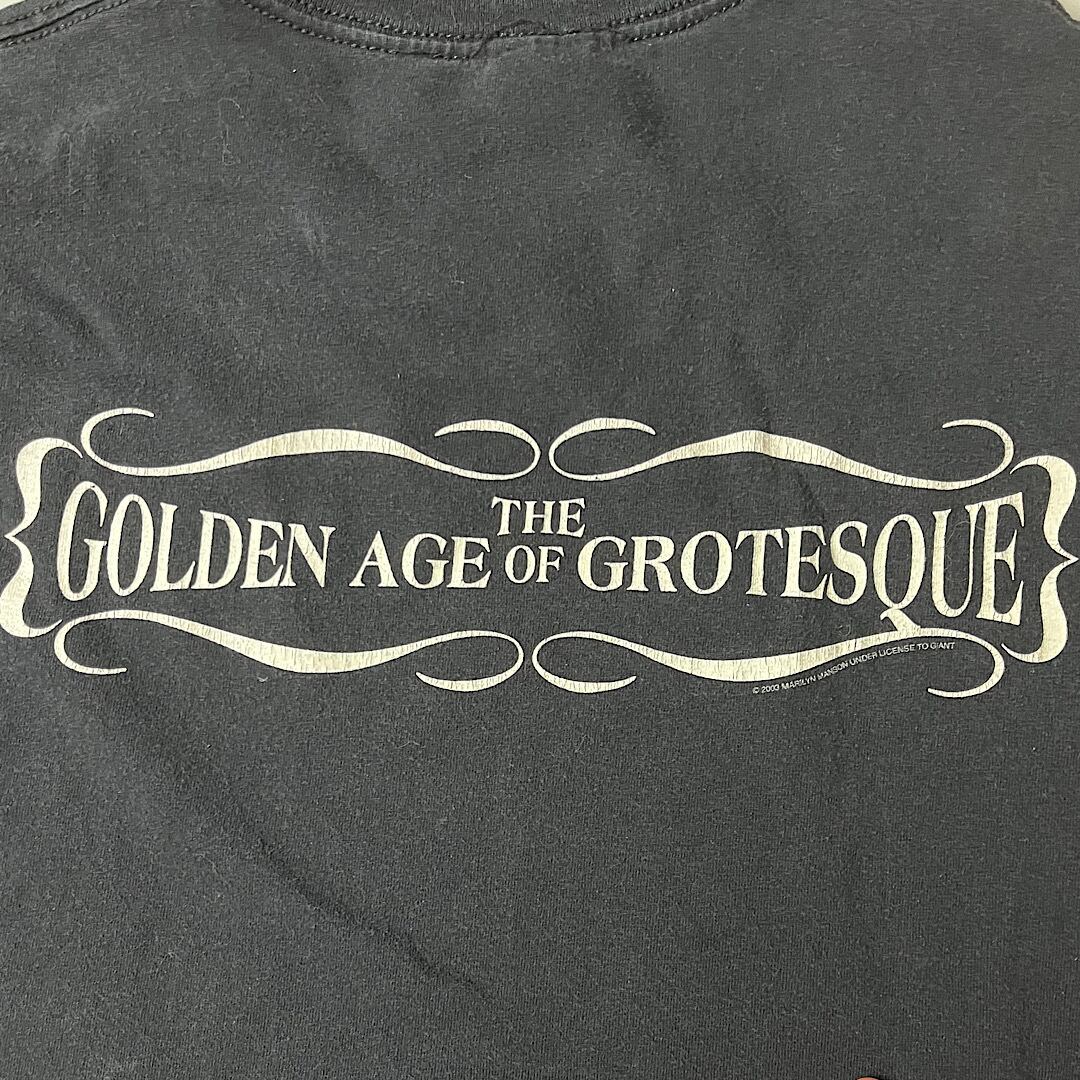 THE
GOLDEN AGE OF GROTESQUE
© 2003 MARILYN MANSON UNDER LICENSE TO GIANT